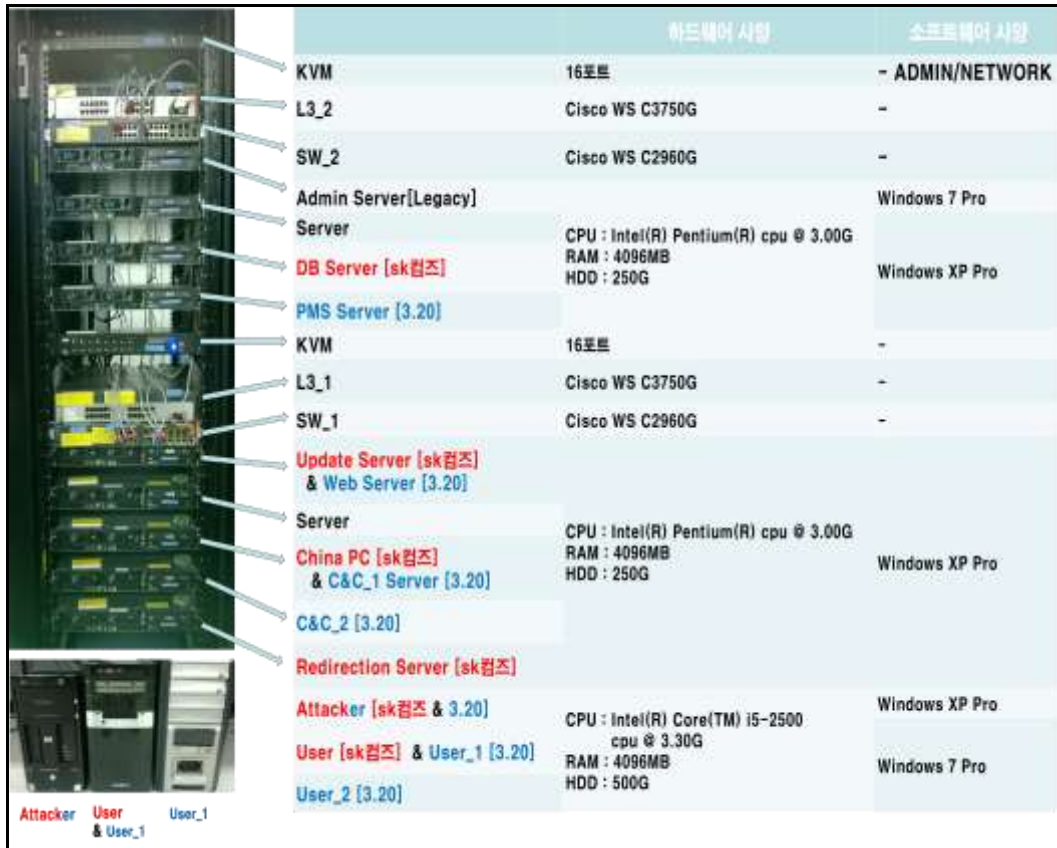 하드웨어 사양 소프트웨어 사양
KVM 16포트 - ADMIN/NETWORK
L3_2 Cisco WS C3750G -
SW_2 Cisco WS C2960G -
Admin Server[Legacy] Windows 7 Pro
Server
CPU : Intel(R) Pentium(R) cpu @ 3.00G
RAM : 4096MB
HDD : 250G
DB Server [sk컴즈] Windows XP Pro
PMS Server [3.20]
KVM 16포트 -
L3_1 Cisco WS C3750G -
SW_1 Cisco WS C2960G -
Update Server [sk컴즈]
& Web Server [3.20]
Server
CPU : Intel(R) Pentium(R) cpu @ 3.00G
RAM : 4096MB
HDD : 250G
China PC [sk컴즈] Windows XP Pro
& C&C_1 Server [3.20]
C&C_2 [3.20]
Redirection Server [sk컴즈]
Attacker [sk컴즈 & 3.20] Windows XP Pro
CPU : Intel(R) Core(TM) i5-2500
cpu @ 3.30G
RAM : 4096MB
HDD : 500G
User [sk컴즈] & User_1 [3.20] Windows 7 Pro
User_2 [3.20]
Attacker User User_1
& User_1